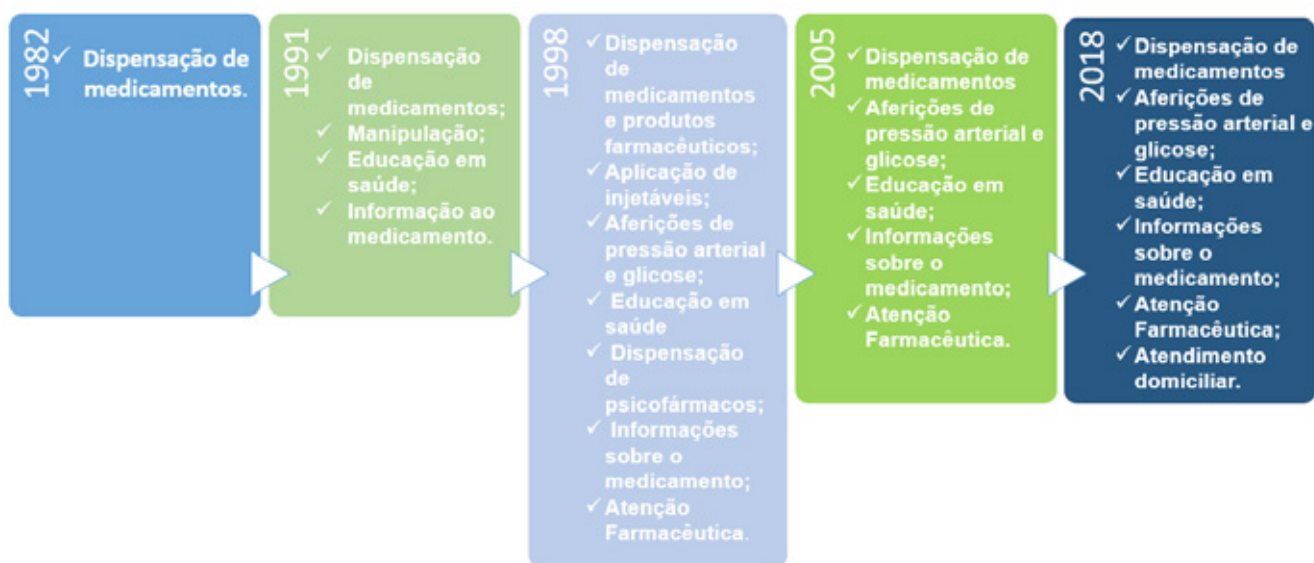 1982
✓ Dispensação de
medicamentos.
1991
✓ Dispensação
de
medicamentos;
✓ Manipulação;
✓ Educação em
saúde;
✓ Informação ao
medicamento.
1998
✓ Dispensação
de
medicamentos
e produtos
farmacêuticos;
✓ Aplicação de
injetáveis;
✓ Aferições de
pressão arterial
e glicose;
✓ Educação em
saúde
✓ Dispensação
de
psicofármacos;
✓ Informações
sobre o
medicamento;
✓ Atenção
Farmacêutica.
2005
✓ Dispensação de
medicamentos
✓ Aferições de
pressão arterial e
glicose;
✓ Educação em
saúde;
✓ Informações
sobre o
medicamento;
✓ Atenção
Farmacêutica.
2018
✓ Dispensação de
medicamentos
✓ Aferições de
pressão arterial e
glicose;
✓ Educação em
saúde;
✓ Informações
sobre o
medicamento;
✓ Atenção
Farmacêutica;
✓ Atendimento
domiciliar.